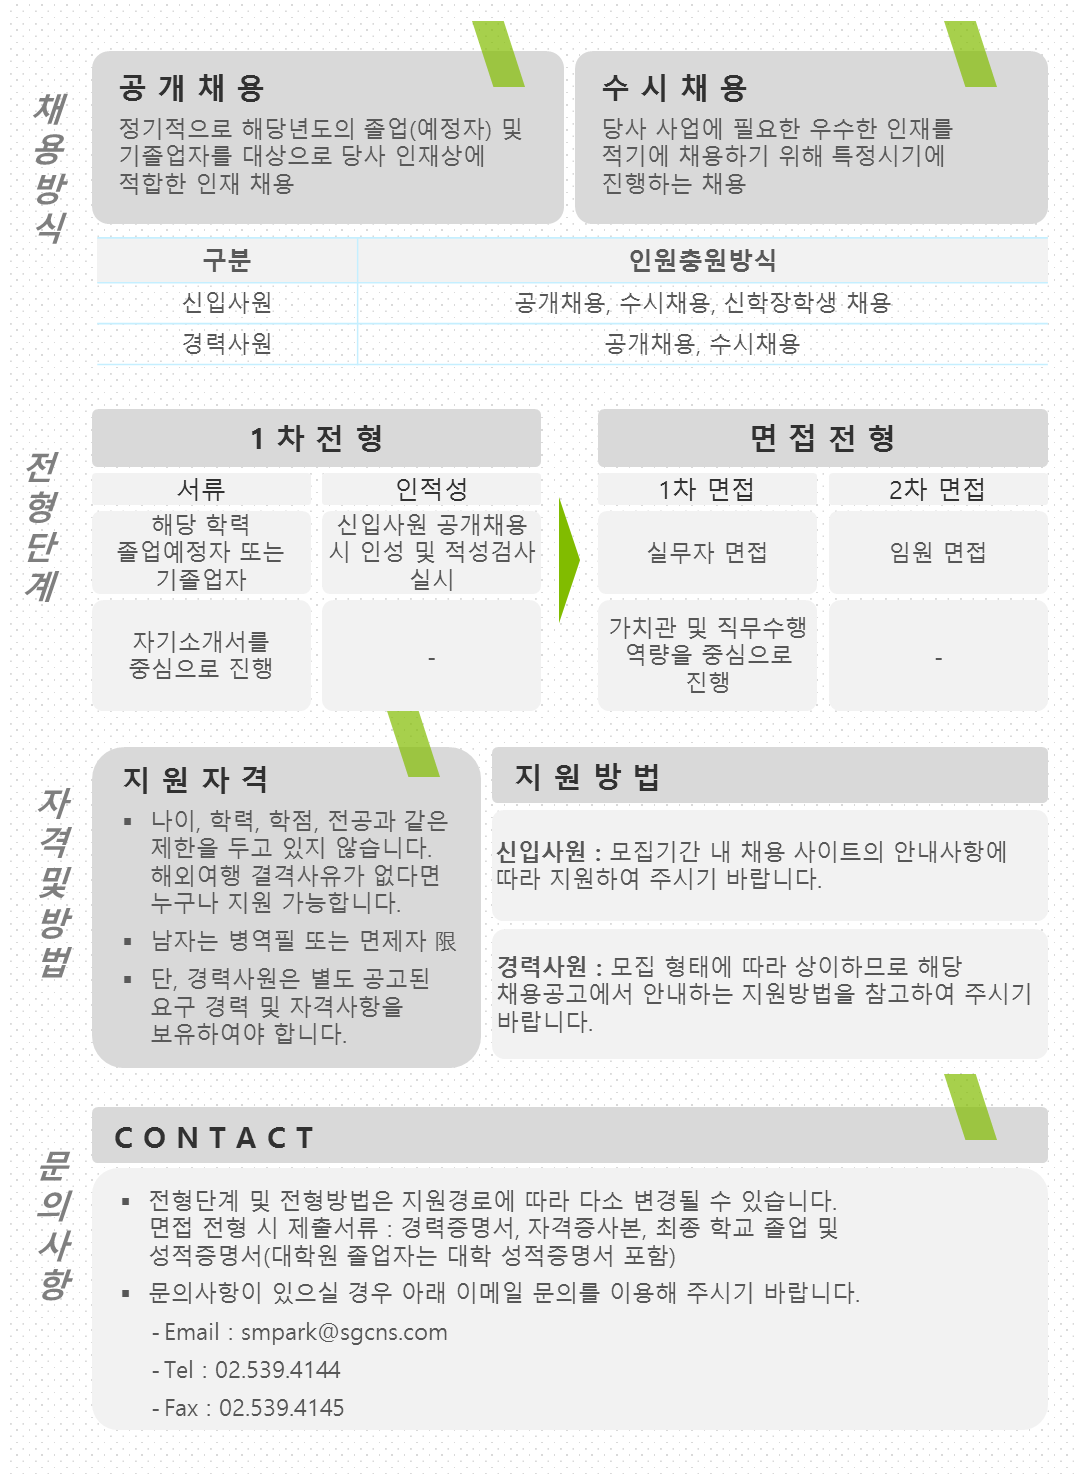 채용방식
공 개 채 용
정기적으로 해당년도의 졸업(예정자) 및
기졸업자를 대상으로 당사 인재상에
적합한 인재 채용
수 시 채 용
당사 사업에 필요한 우수한 인재를
적기에 채용하기 위해 특정시기에
진행하는 채용
구분 인원충원방식
신입사원 공개채용, 수시채용, 신학장학생 채용
경력사원 공개채용, 수시채용
전형단계
1 차 전 형
서류 인적성
해당 학력
졸업예정자 또는
기졸업자
신입사원 공개채용
시 인성 및 적성검사
실시
자기소개서를
중심으로 진행
-
면 접 전 형
1차 면접 2차 면접
실무자 면접 임원 면접
가치관 및 직무수행
역량을 중심으로
진행
-
자격및방법
지 원 자 격
▪ 나이, 학력, 학점, 전공과 같은
제한을 두고 있지 않습니다.
해외여행 결격사유가 없다면
누구나 지원 가능합니다.
▪ 남자는 병역필 또는 면제자 限
▪ 단, 경력사원은 별도 공고된
요구 경력 및 자격사항을
보유하여야 합니다.
지 원 방 법
신입사원 : 모집기간 내 채용 사이트의 안내사항에
따라 지원하여 주시기 바랍니다.
경력사원 : 모집 형태에 따라 상이하므로 해당
채용공고에서 안내하는 지원방법을 참고하여 주시기
바랍니다.
문의사항
C O N T A C T
▪ 전형단계 및 전형방법은 지원경로에 따라 다소 변경될 수 있습니다.
면접 전형 시 제출서류 : 경력증명서, 자격증사본, 최종 학교 졸업 및
성적증명서(대학원 졸업자는 대학 성적증명서 포함)
▪ 문의사항이 있으실 경우 아래 이메일 문의를 이용해 주시기 바랍니다.
- Email : smpark@sgcns.com
- Tel : 02.539.4144
- Fax : 02.539.4145